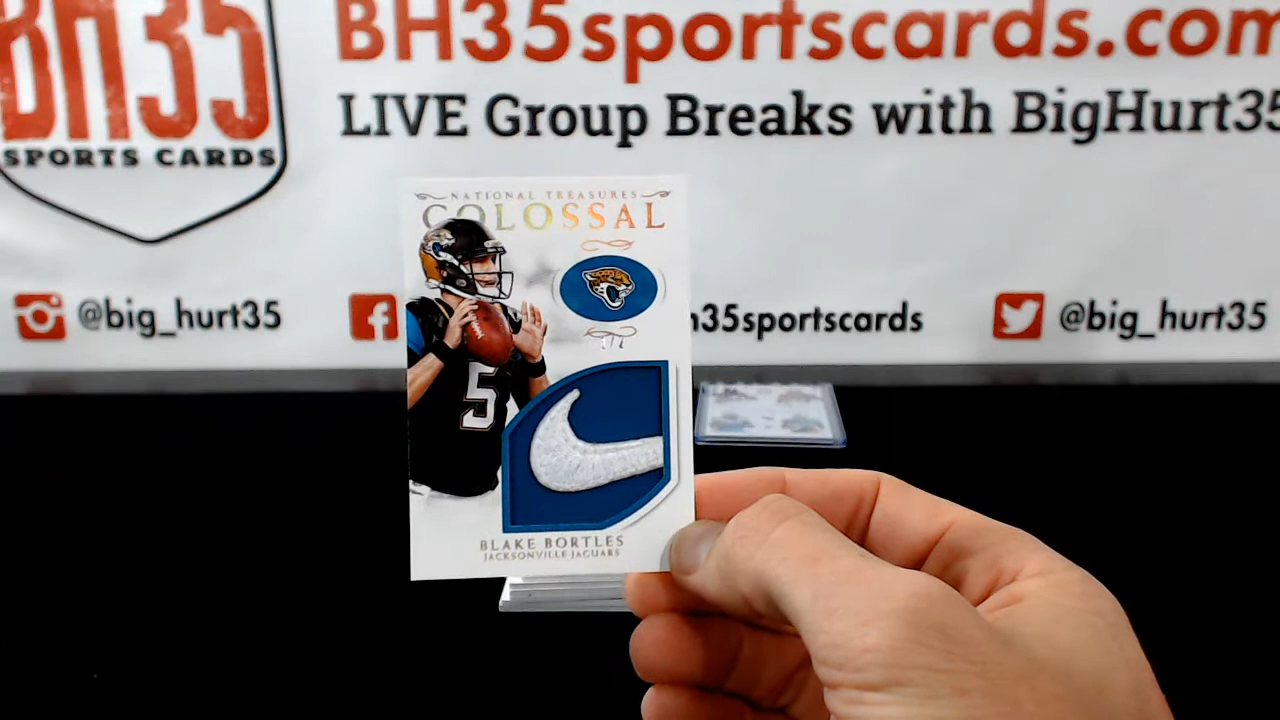 BH35
SPORTS CARDS
BH35sportscards.com
LIVE Group Breaks with BigHurt35
@big_hurt35
h35sportscards
@big_hurt35
NATIONAL TREASURES
COLOSSAL
5
BLAKE BORTLES
JACKSONVILLE JAGUARS